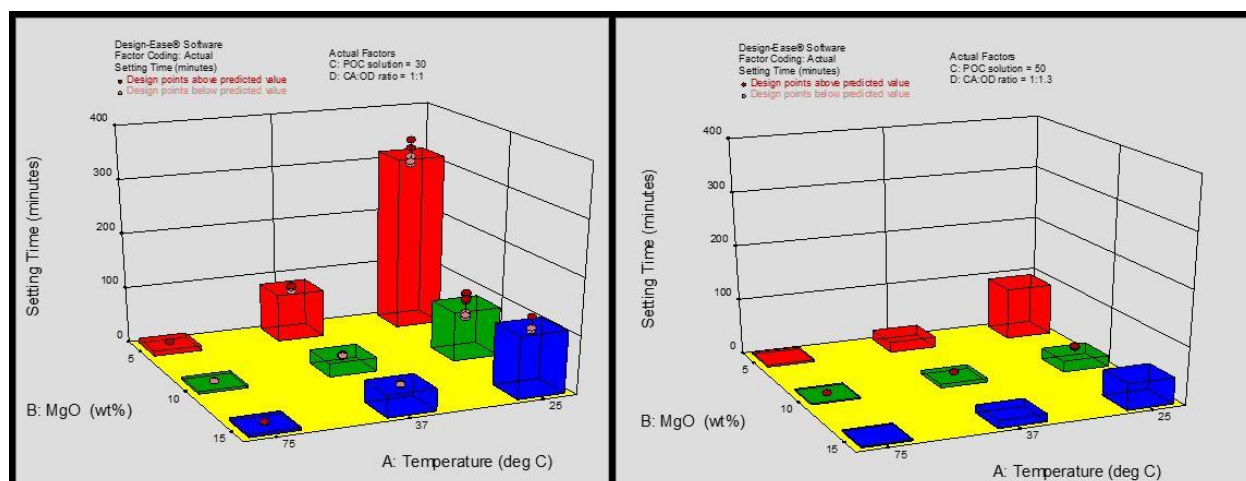 Design-Ease® Software
Factor Coding: Actual
Setting Time (minutes)
Design points above predicted value
Design points below predicted value
Actual Factors
C: POC solution = 30
D: CA:OD ratio = 1:1
Setting Time (minutes)
400
300
200
100
0
5
10
15
B: MgO (wt%)
75
37
25
A: Temperature (deg C)
Design-Ease® Software
Factor Coding: Actual
Setting Time (minutes)
Design points above predicted value
Design points below predicted value
Actual Factors
C: POC solution = 50
D: CA:OD ratio = 1:1.3
Setting Time (minutes)
400
300
200
100
0
5
10
15
B: MgO (wt%)
75
37
25
A: Temperature (deg C)